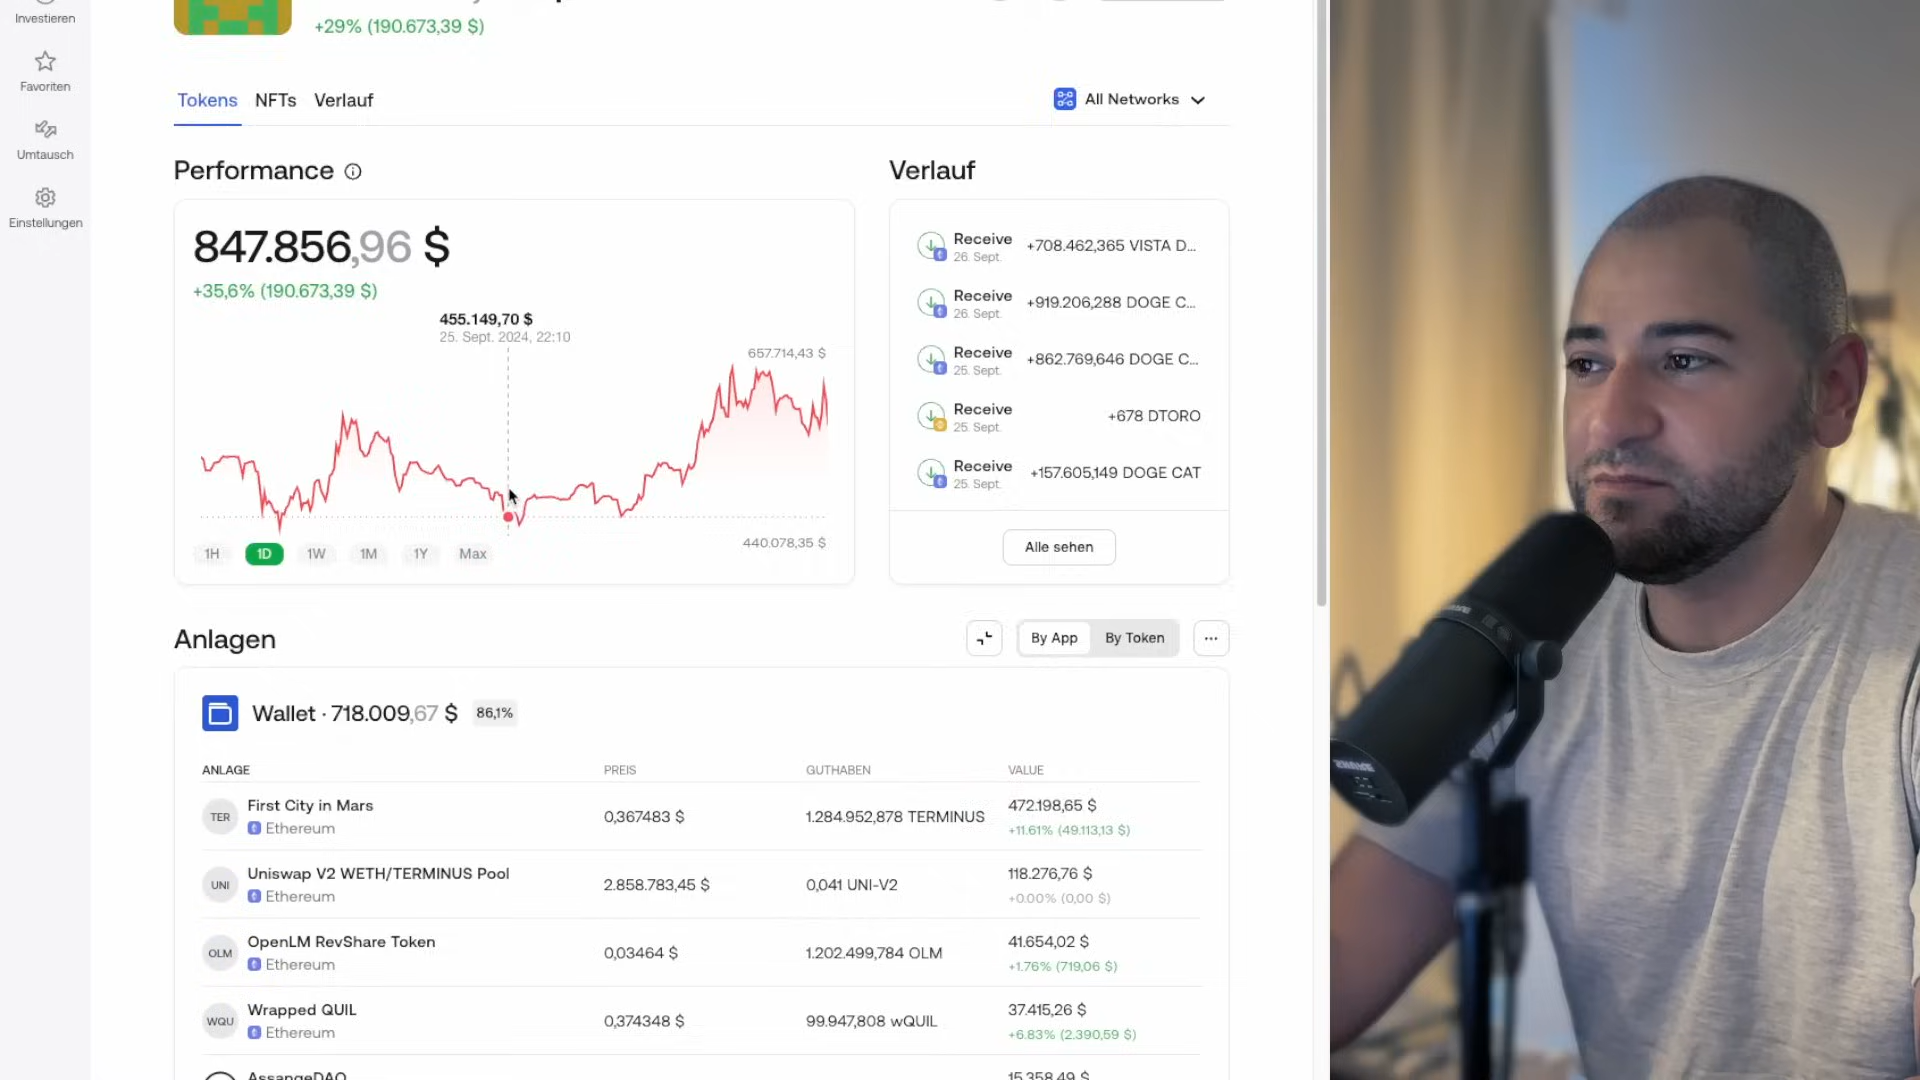 Investieren
+29% (190.673,39 $)
Favoriten
Umtausch
Einstellungen
Tokens NFTs Verlauf
All Networks
Performance
847.856,96 $
+35,6% (190.673,39 $)
455.149,70 $
25. Sept. 2024, 22:10
657.714,43 $
440.078,35 $
1H 1D 1W 1M 1Y Max
Verlauf
Receive +708.462,365 VISTA D...
26. Sept.
Receive +919.206,288 DOGE C...
26. Sept.
Receive +862.769,646 DOGE C...
25. Sept.
Receive +678 DTORO
25. Sept.
Receive +157.605,149 DOGE CAT
25. Sept.
Alle sehen
Anlagen
By App By Token
Wallet · 718.009,67 $ 86,1%
ANLAGE PREIS GUTHABEN VALUE
TER First City in Mars 0,367483 $ 1.284.952,878 TERMINUS 472.198,65 $
Ethereum +11.61% (49.113,13 $)
UNI Uniswap V2 WETH/TERMINUS Pool 2.858.783,45 $ 0,041 UNI-V2 118.276,76 $
Ethereum +0.00% (0,00 $)
OLM OpenLM RevShare Token 0,03464 $ 1.202.499,784 OLM 41.654,02 $
Ethereum +1.76% (719,06 $)
WQU Wrapped QUIL 0,374348 $ 99.947,808 wQUIL 37.415,26 $
Ethereum +6.83% (2.390,59 $)
AssangeDAO 15.358,49 $
SHURE